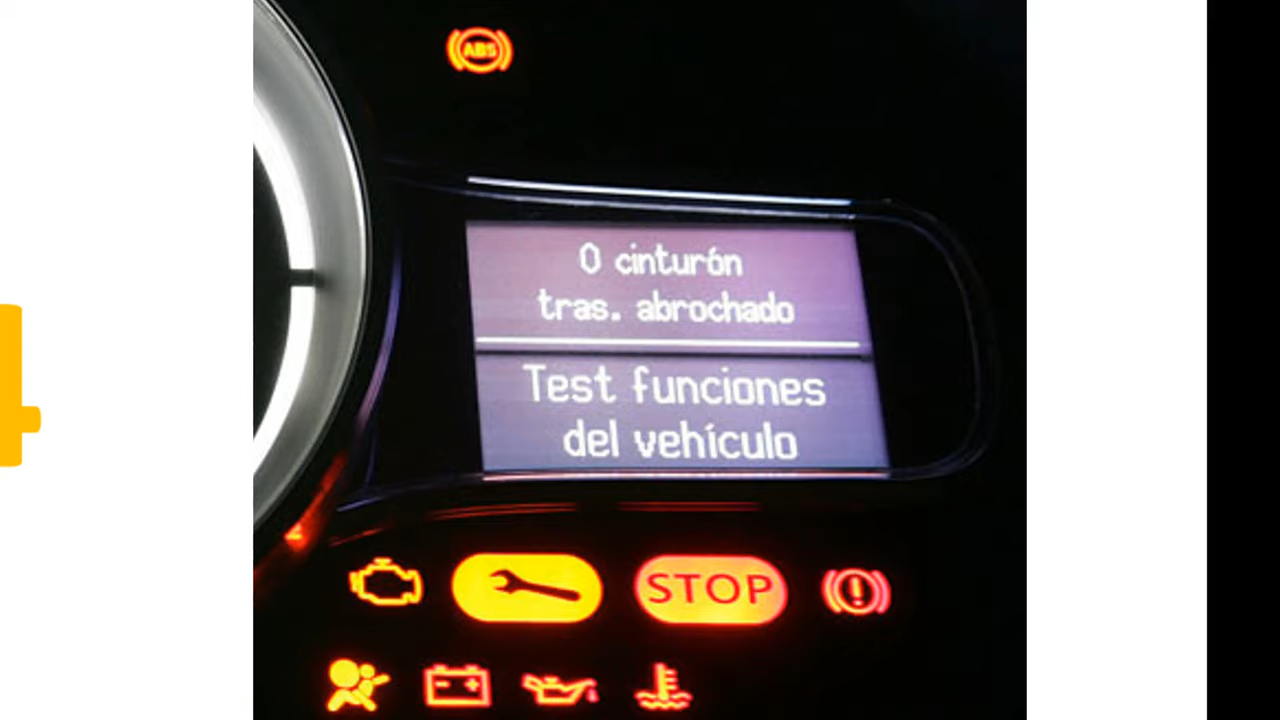 ABS
0 cinturón
tras. abrochado
Test funciones
del vehículo
STOP